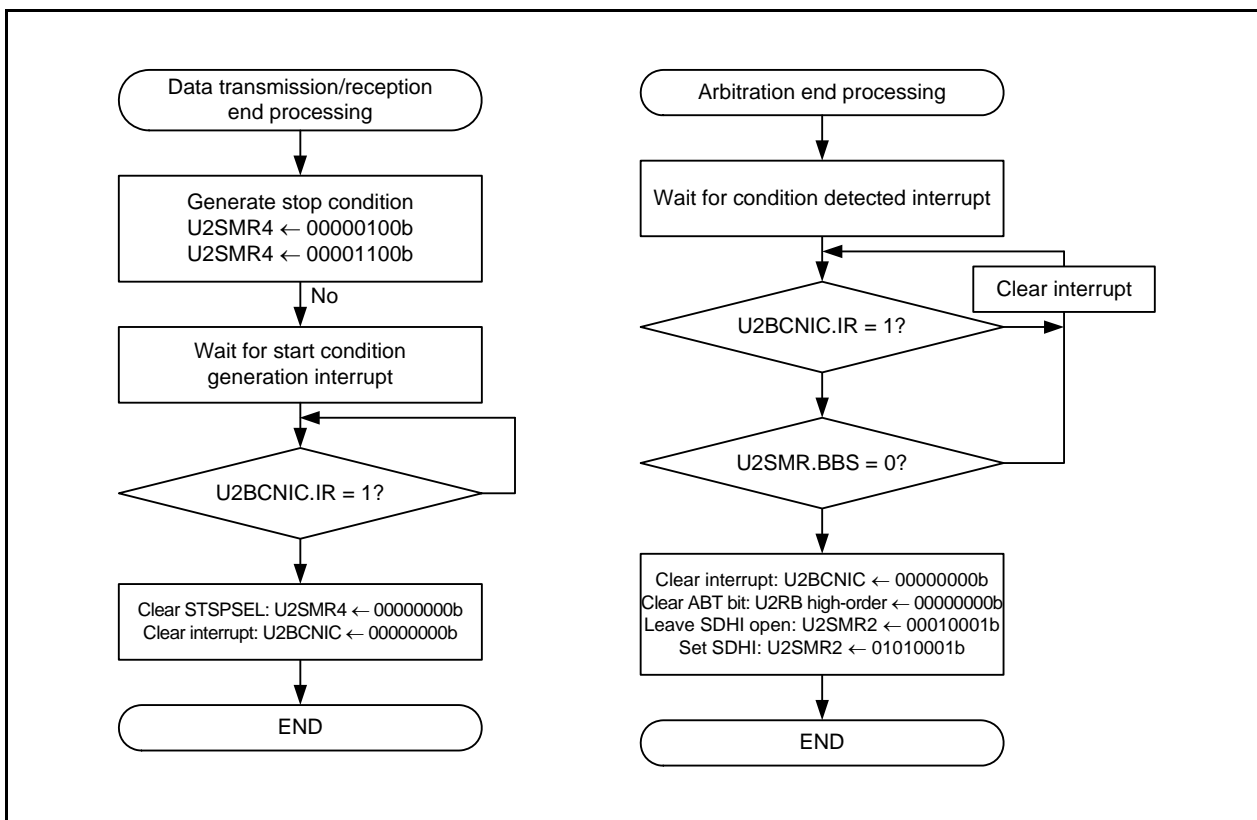 Data transmission/reception
end processing
Generate stop condition
U2SMR4 ← 00000100b
U2SMR4 ← 00001100b
No
Wait for start condition
generation interrupt
U2BCNIC.IR = 1?
Clear STSPSEL: U2SMR4 ← 00000000b
Clear interrupt: U2BCNIC ← 00000000b
END
Arbitration end processing
Wait for condition detected interrupt
Clear interrupt
U2BCNIC.IR = 1?
U2SMR.BBS = 0?
Clear interrupt: U2BCNIC ← 00000000b
Clear ABT bit: U2RB high-order ← 00000000b
Leave SDHI open: U2SMR2 ← 00010001b
Set SDHI: U2SMR2 ← 01010001b
END